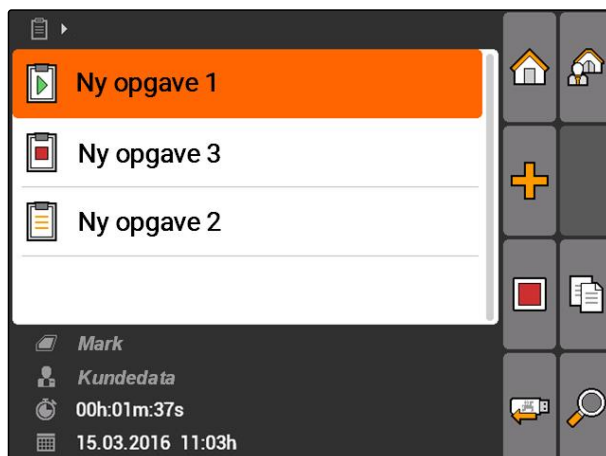 Ny opgave 1
Ny opgave 3
Ny opgave 2
Mark
Kundedata
00h:01m:37s
15.03.2016 11:03h